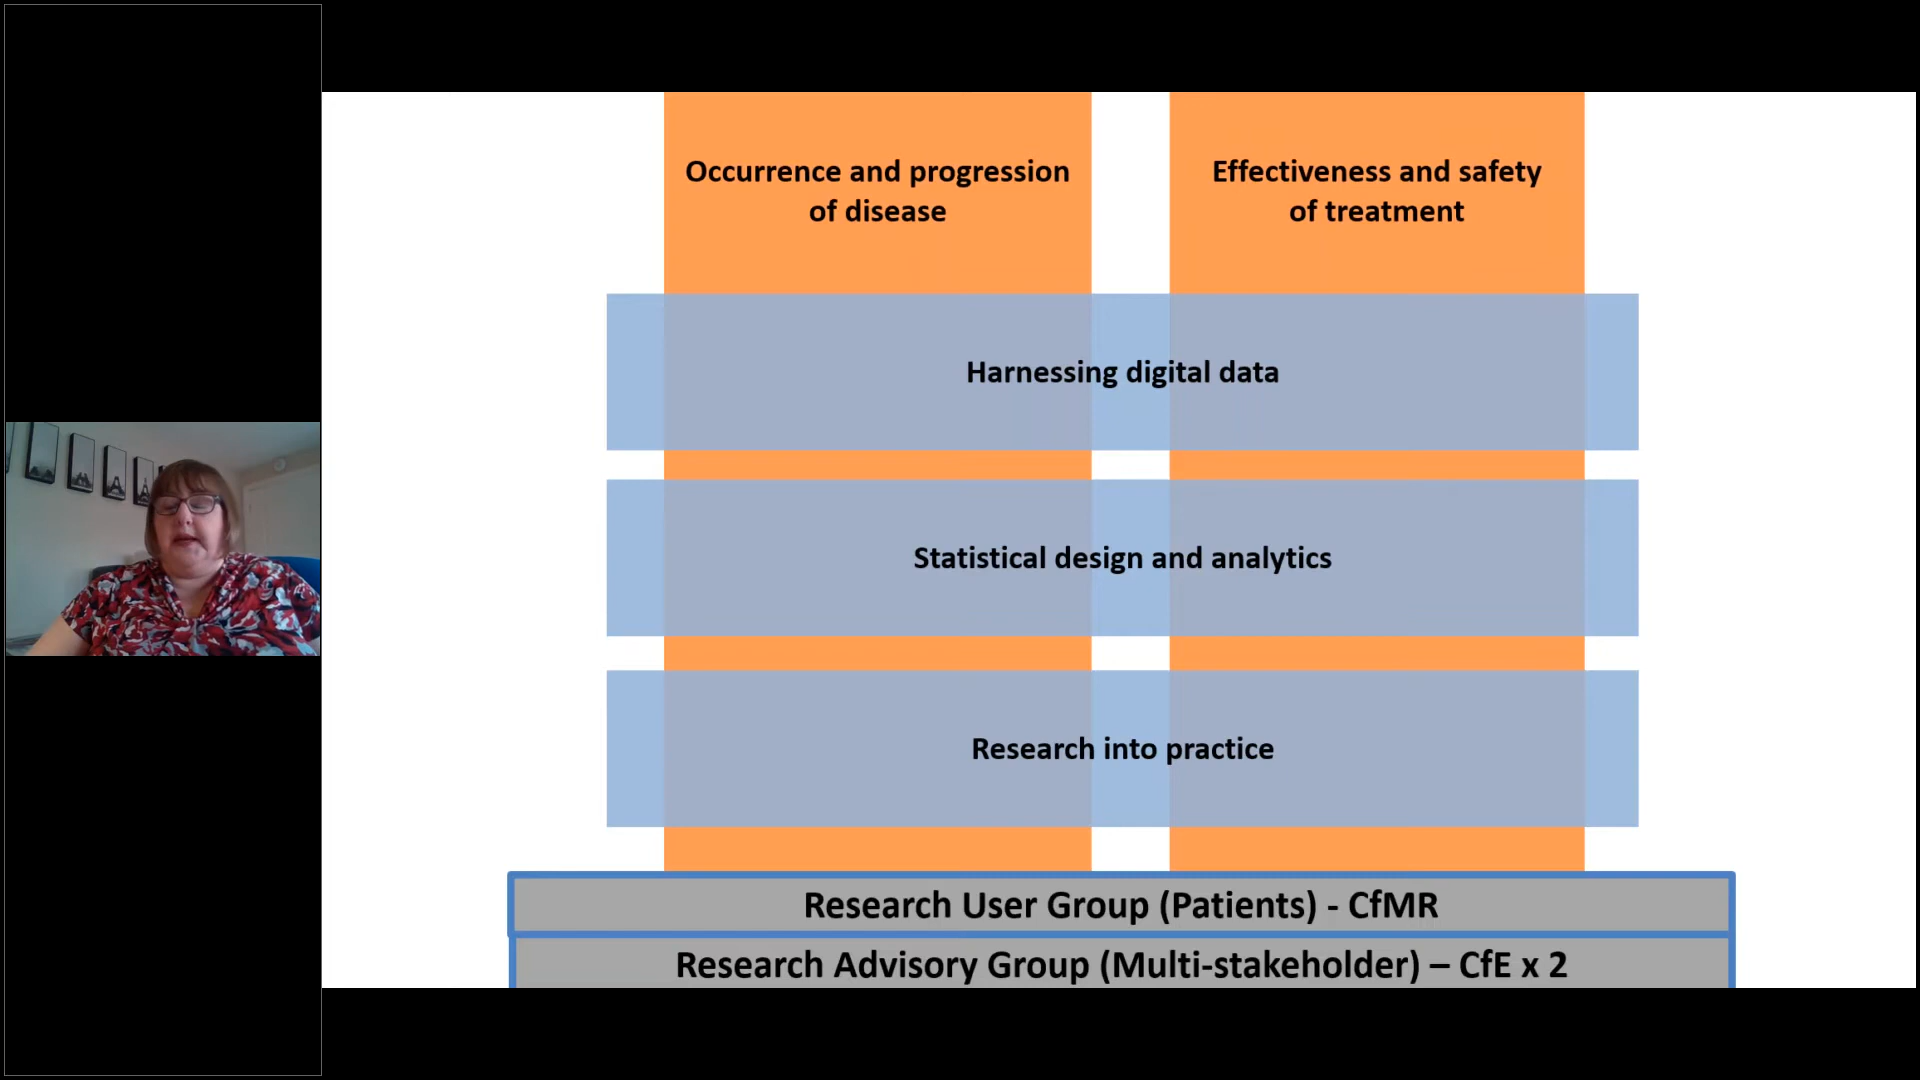 Occurrence and progression
of disease
Effectiveness and safety
of treatment
Harnessing digital data
Statistical design and analytics
Research into practice
Research User Group (Patients) - CfMR
Research Advisory Group (Multi-stakeholder) – CfE x 2